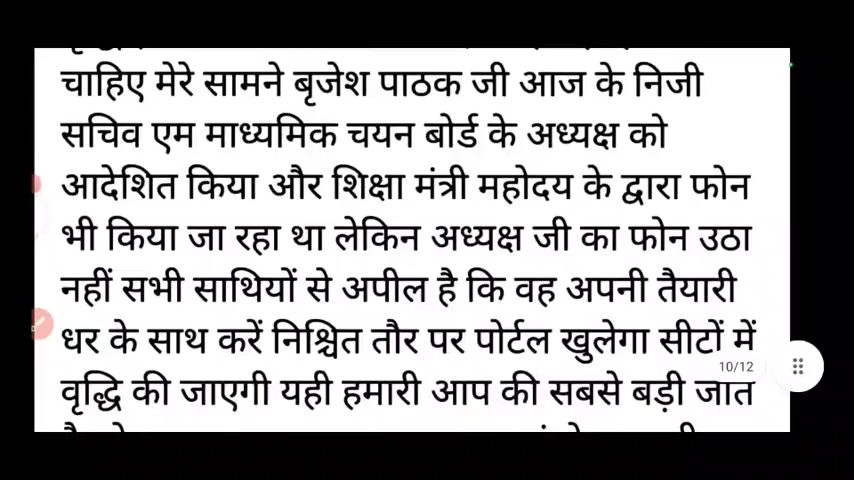 चाहिए मेरे सामने बृजेश पाठक जी आज के निजी
सचिव एम माध्यमिक चयन बोर्ड के अध्यक्ष को
आदेशित किया और शिक्षा मंत्री महोदय के द्वारा फोन
भी किया जा रहा था लेकिन अध्यक्ष जी का फोन उठा
नहीं सभी साथियों से अपील है कि वह अपनी तैयारी
धर के साथ करें निश्चित तौर पर पोर्टल खुलेगा सीटों में
10/12
वृद्धि की जाएगी यही हमारी आप की सबसे बड़ी जात